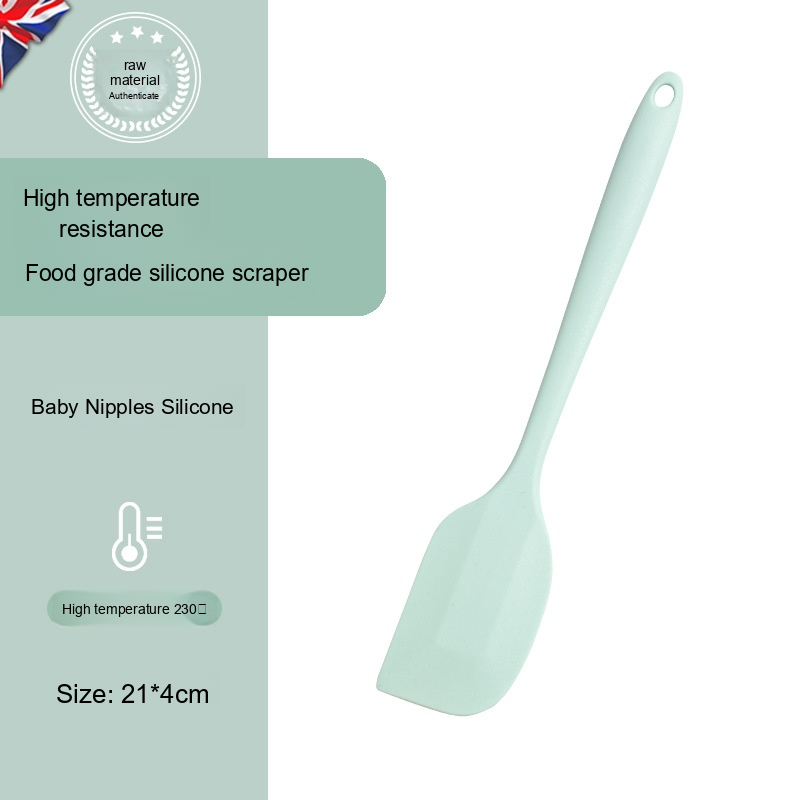 raw
material
Authenticate
High temperature
resistance
Food grade silicone scraper
Baby Nipples Silicone
High temperature 230□
Size: 21*4cm